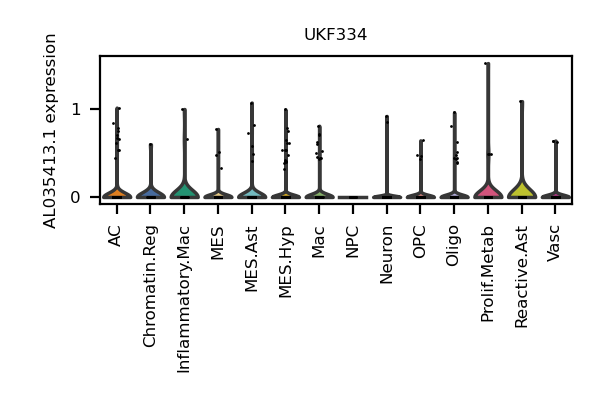 UKF334
AL035413.1 expression
1
0
AC
Chromatin.Reg
Inflammatory.Mac
MES
MES.Ast
MES.Hyp
Mac
NPC
Neuron
OPC
Oligo
Prolif.Metab
Reactive.Ast
Vasc